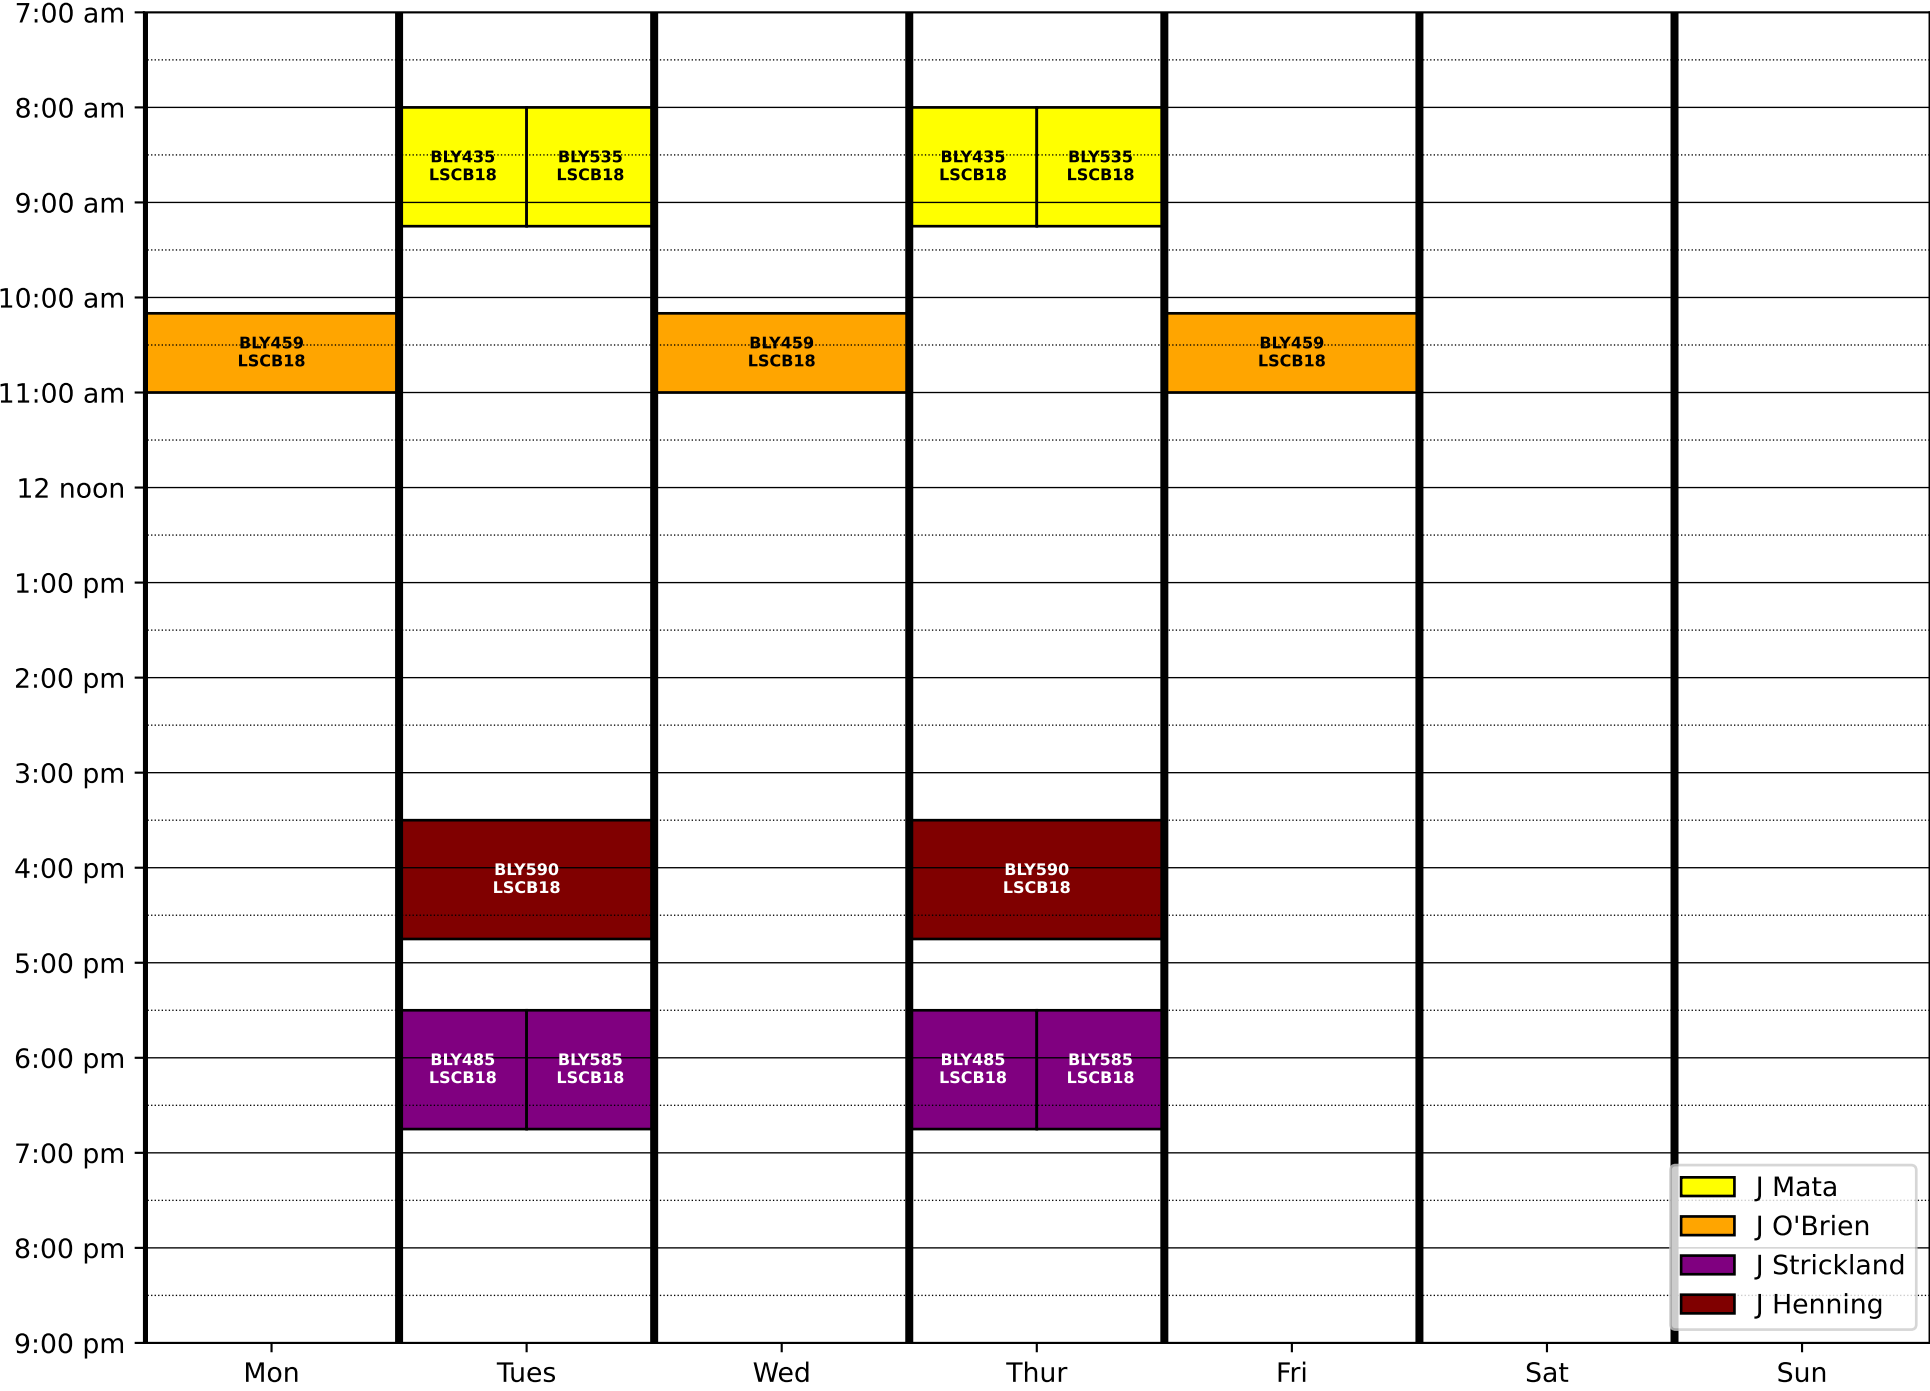 7:00 am
8:00 am
BLY435 BLY535 BLY435 BLY535
LSCB18 LSCB18 LSCB18 LSCB18
9:00 am
10:00 am
BLY459 BLY459 BLY459
LSCB18 LSCB18 LSCB18
11:00 am
12 noon
1:00 pm
2:00 pm
3:00 pm
4:00 pm BLY590 BLY590
LSCB18 LSCB18
5:00 pm
6:00 pm BLY485 BLY585 BLY485 BLY585
LSCB18 LSCB18 LSCB18 LSCB18
7:00 pm
J Mata
J O'Brien
8:00 pm
J Strickland
J Henning
9:00 pm
Mon Tues Wed Thur Fri Sat Sun